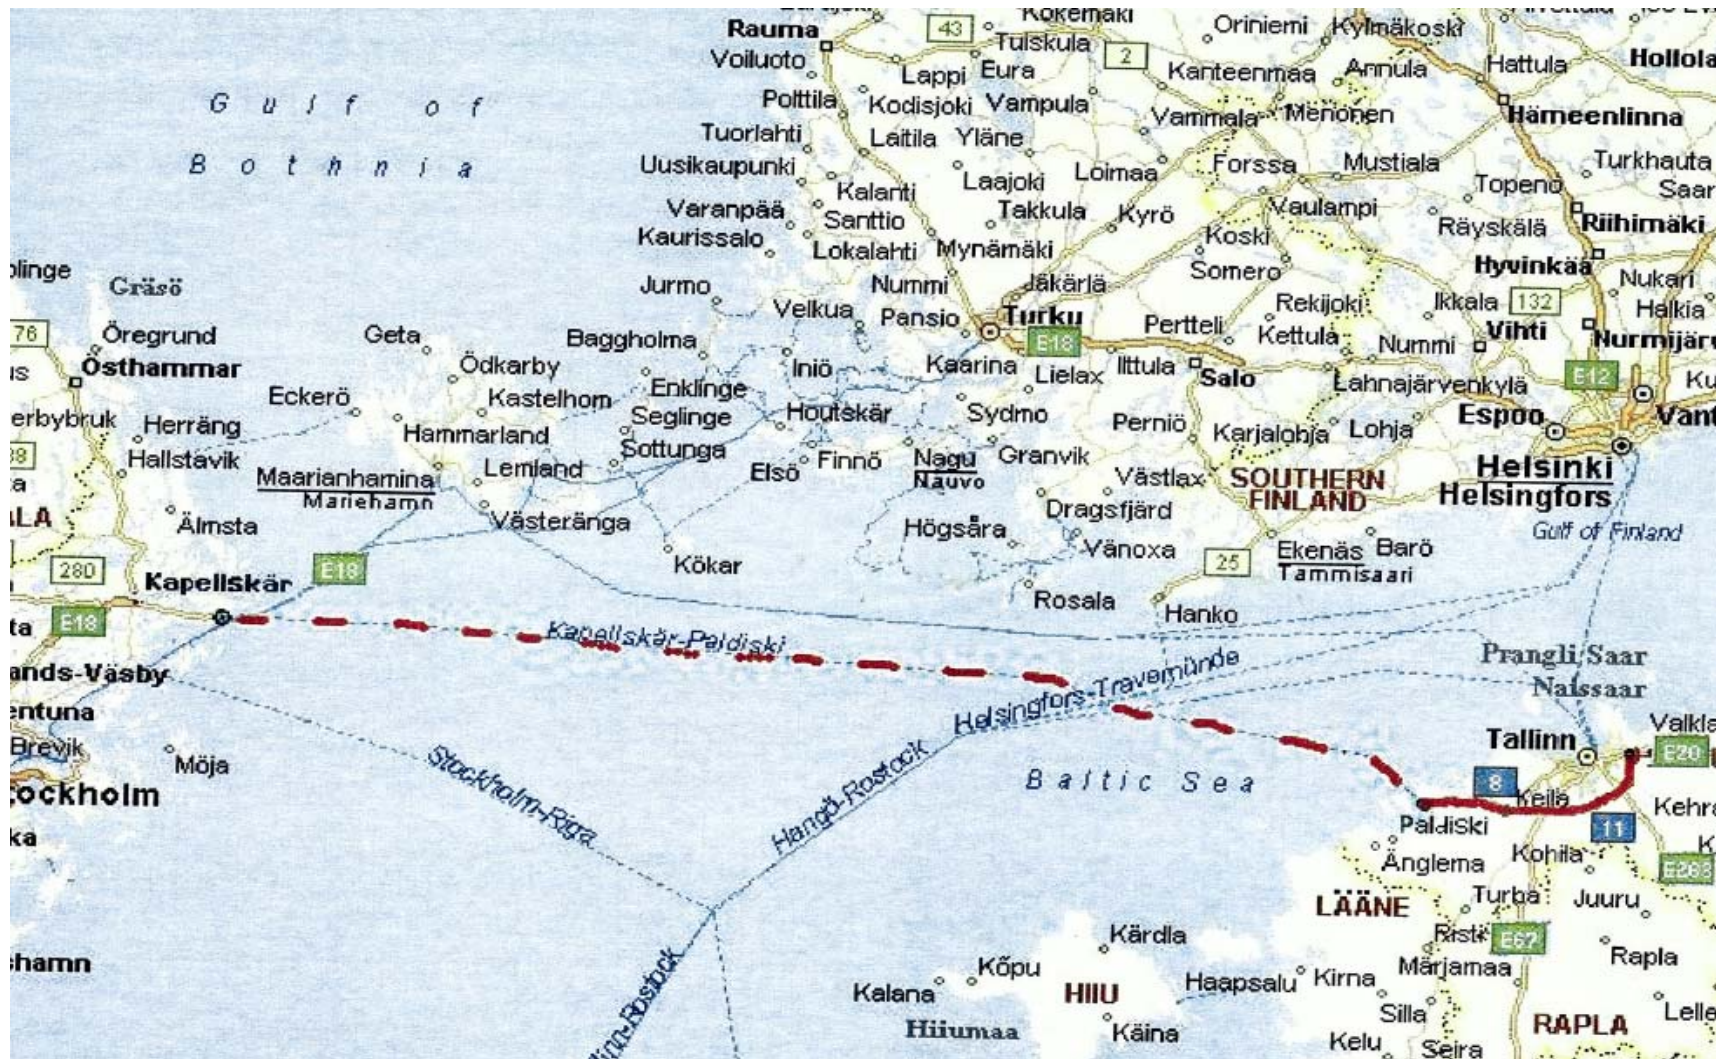 Rauma
43
Kokemäki
Tulskula
2
Oriniemi
Kylmäkoski
Hollola
Voiluoto
Lappi
Eura
Kanteenmaa
Annula
Hattula
Polttila
Kodisjoki
Vampula
Vammala
Menonen
Hämeenlinna
Gulf of
Bothnia
Tuorlahti
Laitila
Yläne
Uusikaupunki
Laajoki
Loimaa
Forssa
Mustiala
Turkhauta
Kalanti
Topeno
Saar
Varanpää
Santtio
Takkula
Kyrö
Vaulampi
Räyskälä
Riihimäki
Kaurissalo
Lokalahti
Mynämäki
Koski
Somero
Hyvinkää
Nukari
Gräsö
Jurmo
Nummi
Jäkärlä
Rekijoki
Ikkala
132
Halkia
Velkua
Pansio
Turku
Pertteli
Kettula
Vihti
76
Öregrund
Geta
Baggholma
E18
Nummi
Östhammar
Ödkarby
Iniö
Kaarina
Lielax
Ilttula
Salo
Lahnajärvenkylä
E12
Eckerö
Kastelhom
Enklinge
Houtskär
Sydmo
Perniö
Karjalohja
Lohja
Espoo
Herräng
Hammarland
Seglinge
Sottunga
Hallstavik
Maarianhamina
Mariehamn
Lemland
Elsö
Finnö
Nagu
Nauvo
Granvik
Västlax
SOUTHERN
FINLAND
Helsinki
Helsingfors
Älmsta
Västeränga
Högsåra
Dragsfjärd
Vänoxa
Gulf of Finland
Ekenäs
Tammisaari
Barö
280
Kapellskär
E18
Kökar
25
Rosala
Hanko
E18
Kapellskär-Paldiski
Prangli Saar
Naissaar
Helsingfors-Travemünde
Brevik
Möja
Stockholm-Riga
Hangö-Rostock
Baltic Sea
Tallinn
E20
8
Keila
Paldiski
11
Änglema
Kohila
LÄÄNE
Turba
Juuru
Kärdla
Risti
E67
Rapla
Kõpu
Kalana
HIIU
Haapsalu
Kirna
Märjamaa
Hiiumaa
Käina
Silla
RAPLA
Kelu
Seira